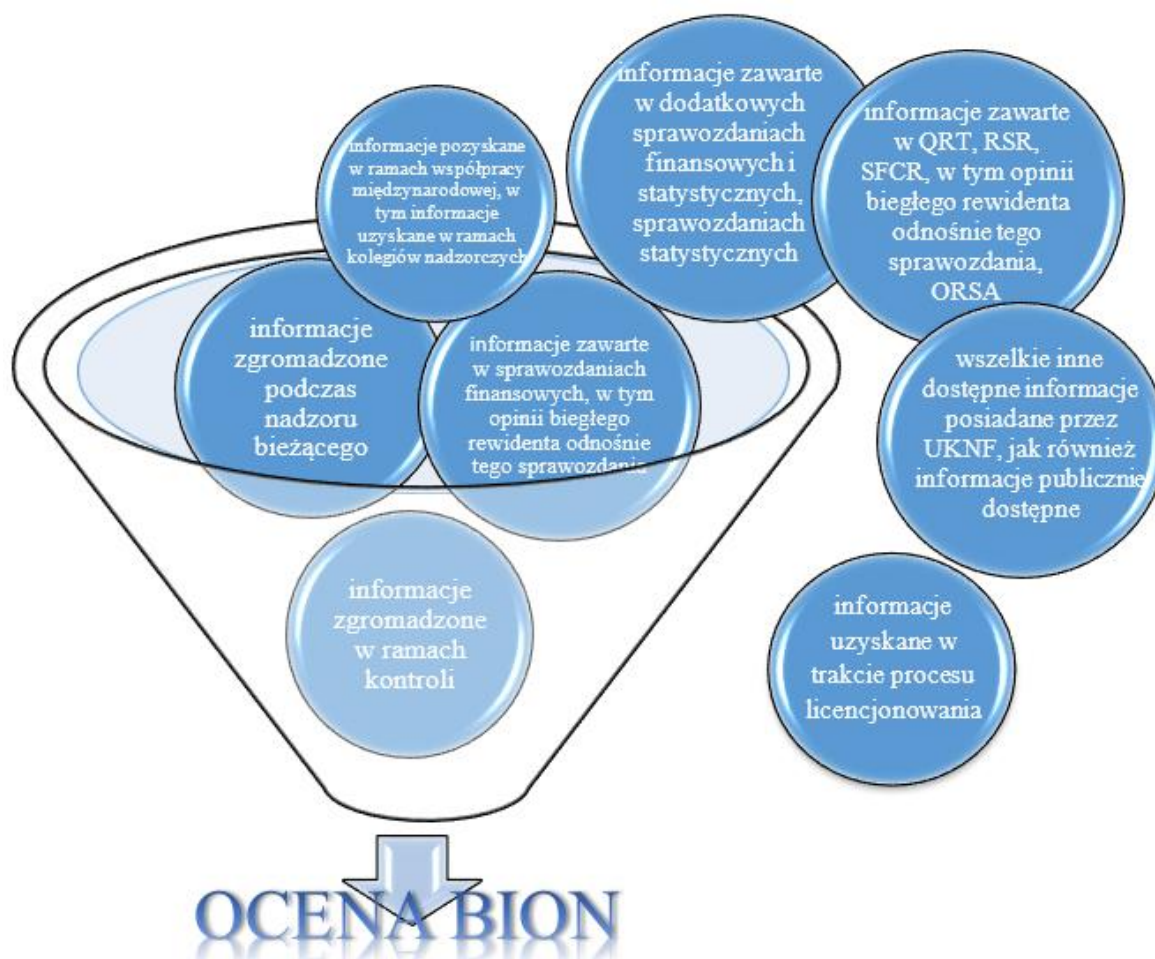 informacje zawarte
w dodatkowych
sprawozdaniach
finansowych i
statystycznych,
sprawozdaniach
statystycznych
informacje zawarte
w QRT, RSR,
SFCR, w tym opinii
biegłego rewidenta
odnośnie tego
sprawozdania,
ORSA
informacje pozyskane
w ramach współpracy
międzynarodowej, w
tym informacje
uzyskane w ramach
kolegiów nadzorczych
informacje
zgromadzone
podczas
nadzoru
bieżącego
informacje zawarte
w sprawozdaniach
finansowych, w tym
opinii biegłego
rewidenta odnośnie
tego sprawozdania
wszelkie inne
dostępne informacje
posiadane przez
UKNF, jak również
informacje publicznie
dostępne
informacje
zgromadzone
w ramach
kontroli
informacje
uzyskane w
trakcie procesu
licencjonowania
OCENA BION